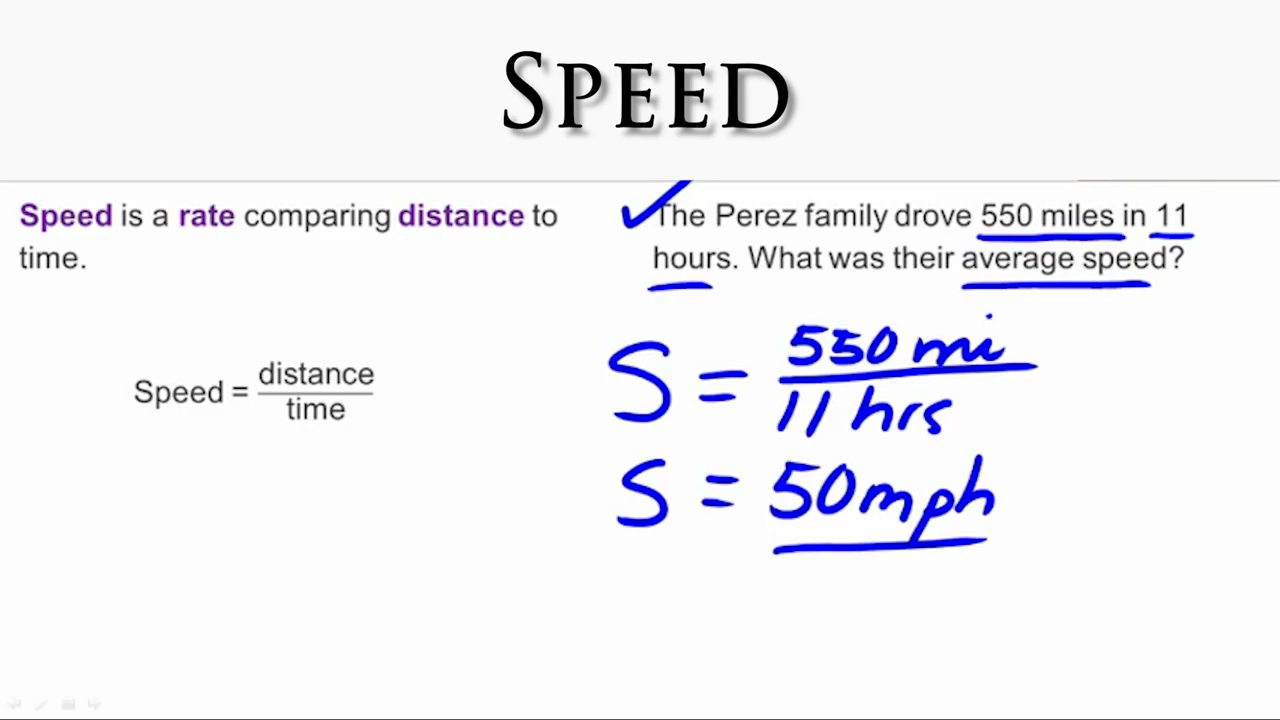 SPEED
Speed is a rate comparing distance to
time.
Speed = distance
time
The Perez family drove 550 miles in 11
hours. What was their average speed?
S = 550 mi
11 hrs
S = 50mph